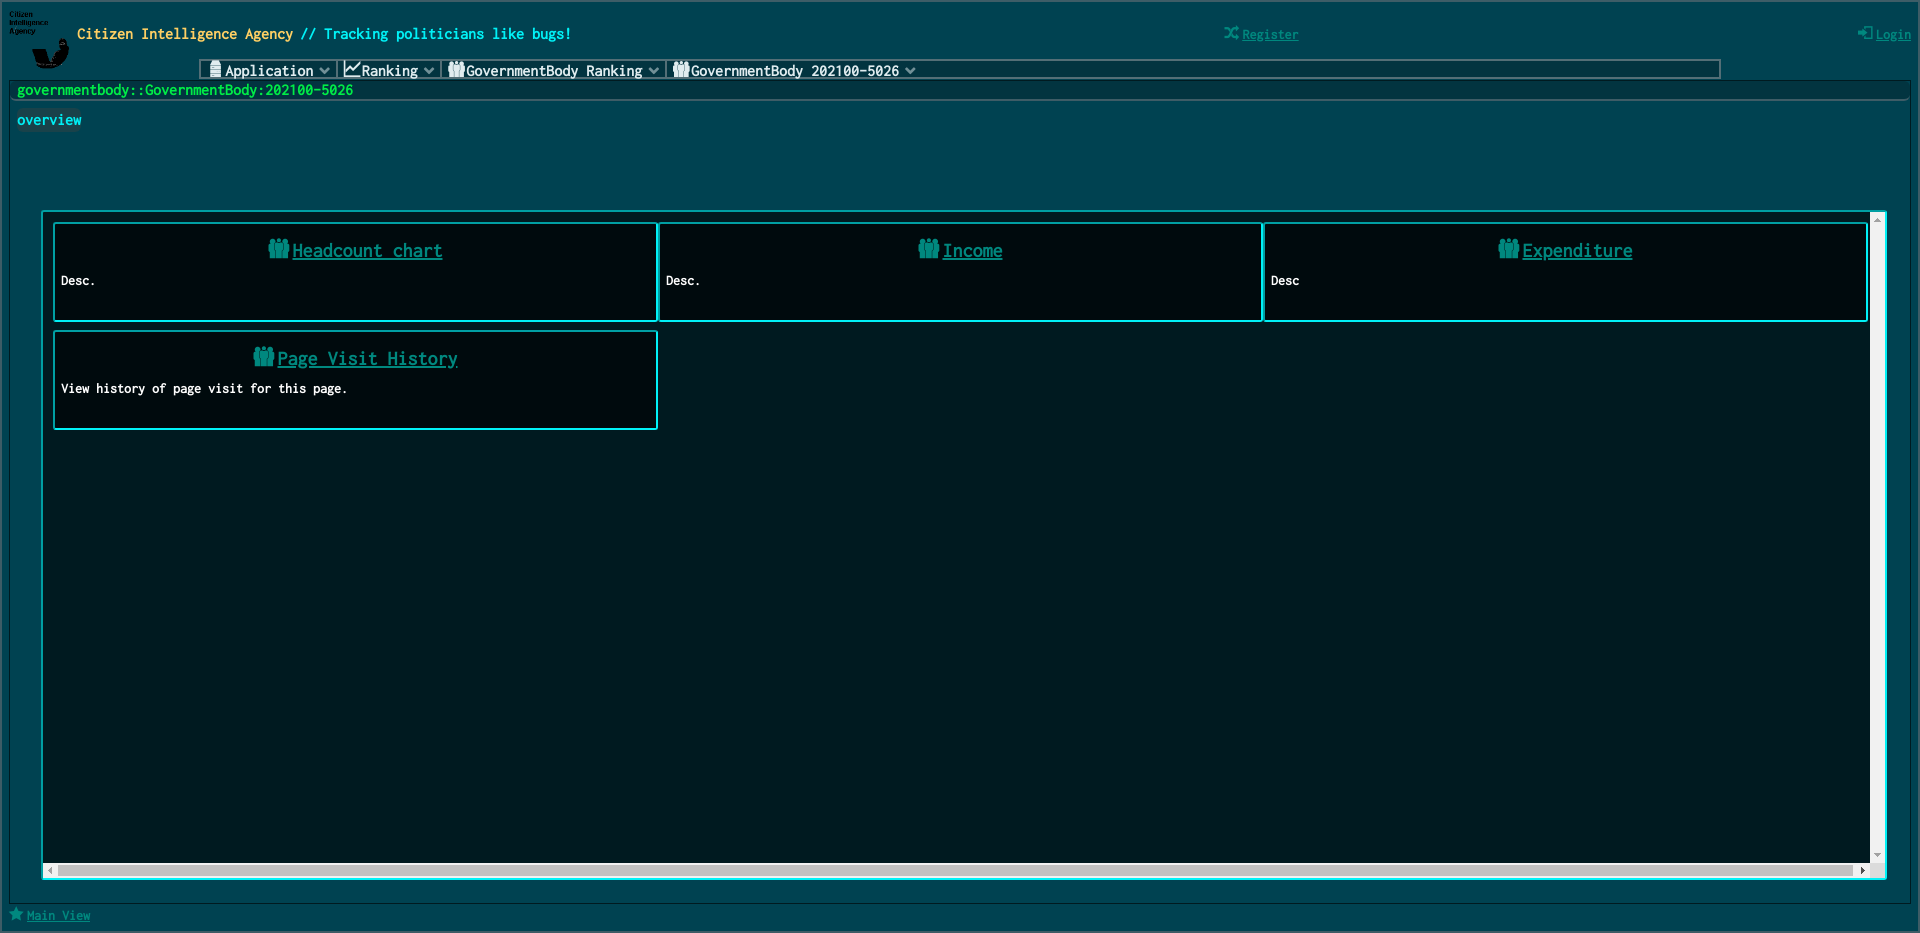 Citizen
Intelligence
Agency
Citizen Intelligence Agency // Tracking politicians like bugs!
Register
Login
Application
Ranking
GovernmentBody Ranking
GovernmentBody 202100-5026
governmentbody::GovernmentBody:202100-5026
overview
Headcount chart
Desc.
Income
Desc.
Expenditure
Desc
Page Visit History
View history of page visit for this page.
Main View